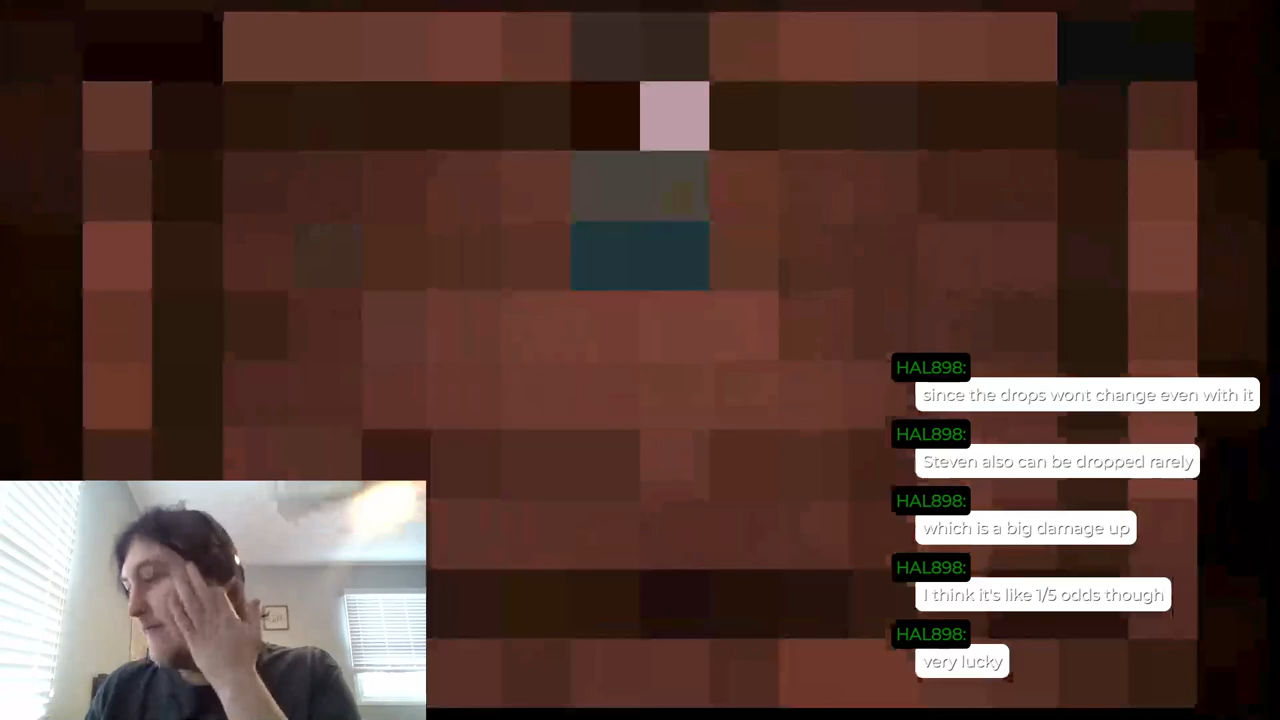 HAL898:
since the drops wont change even with it
HAL898:
Steven also can be dropped rarely
HAL898:
which is a big damage up
HAL898:
I think it's like 1/5 odds though
HAL898:
very lucky